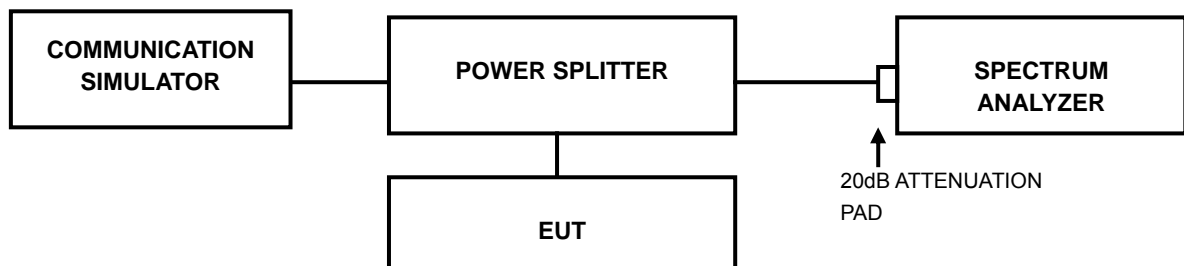 COMMUNICATION
SIMULATOR
POWER SPLITTER
SPECTRUM
ANALYZER
20dB ATTENUATION
PAD
EUT